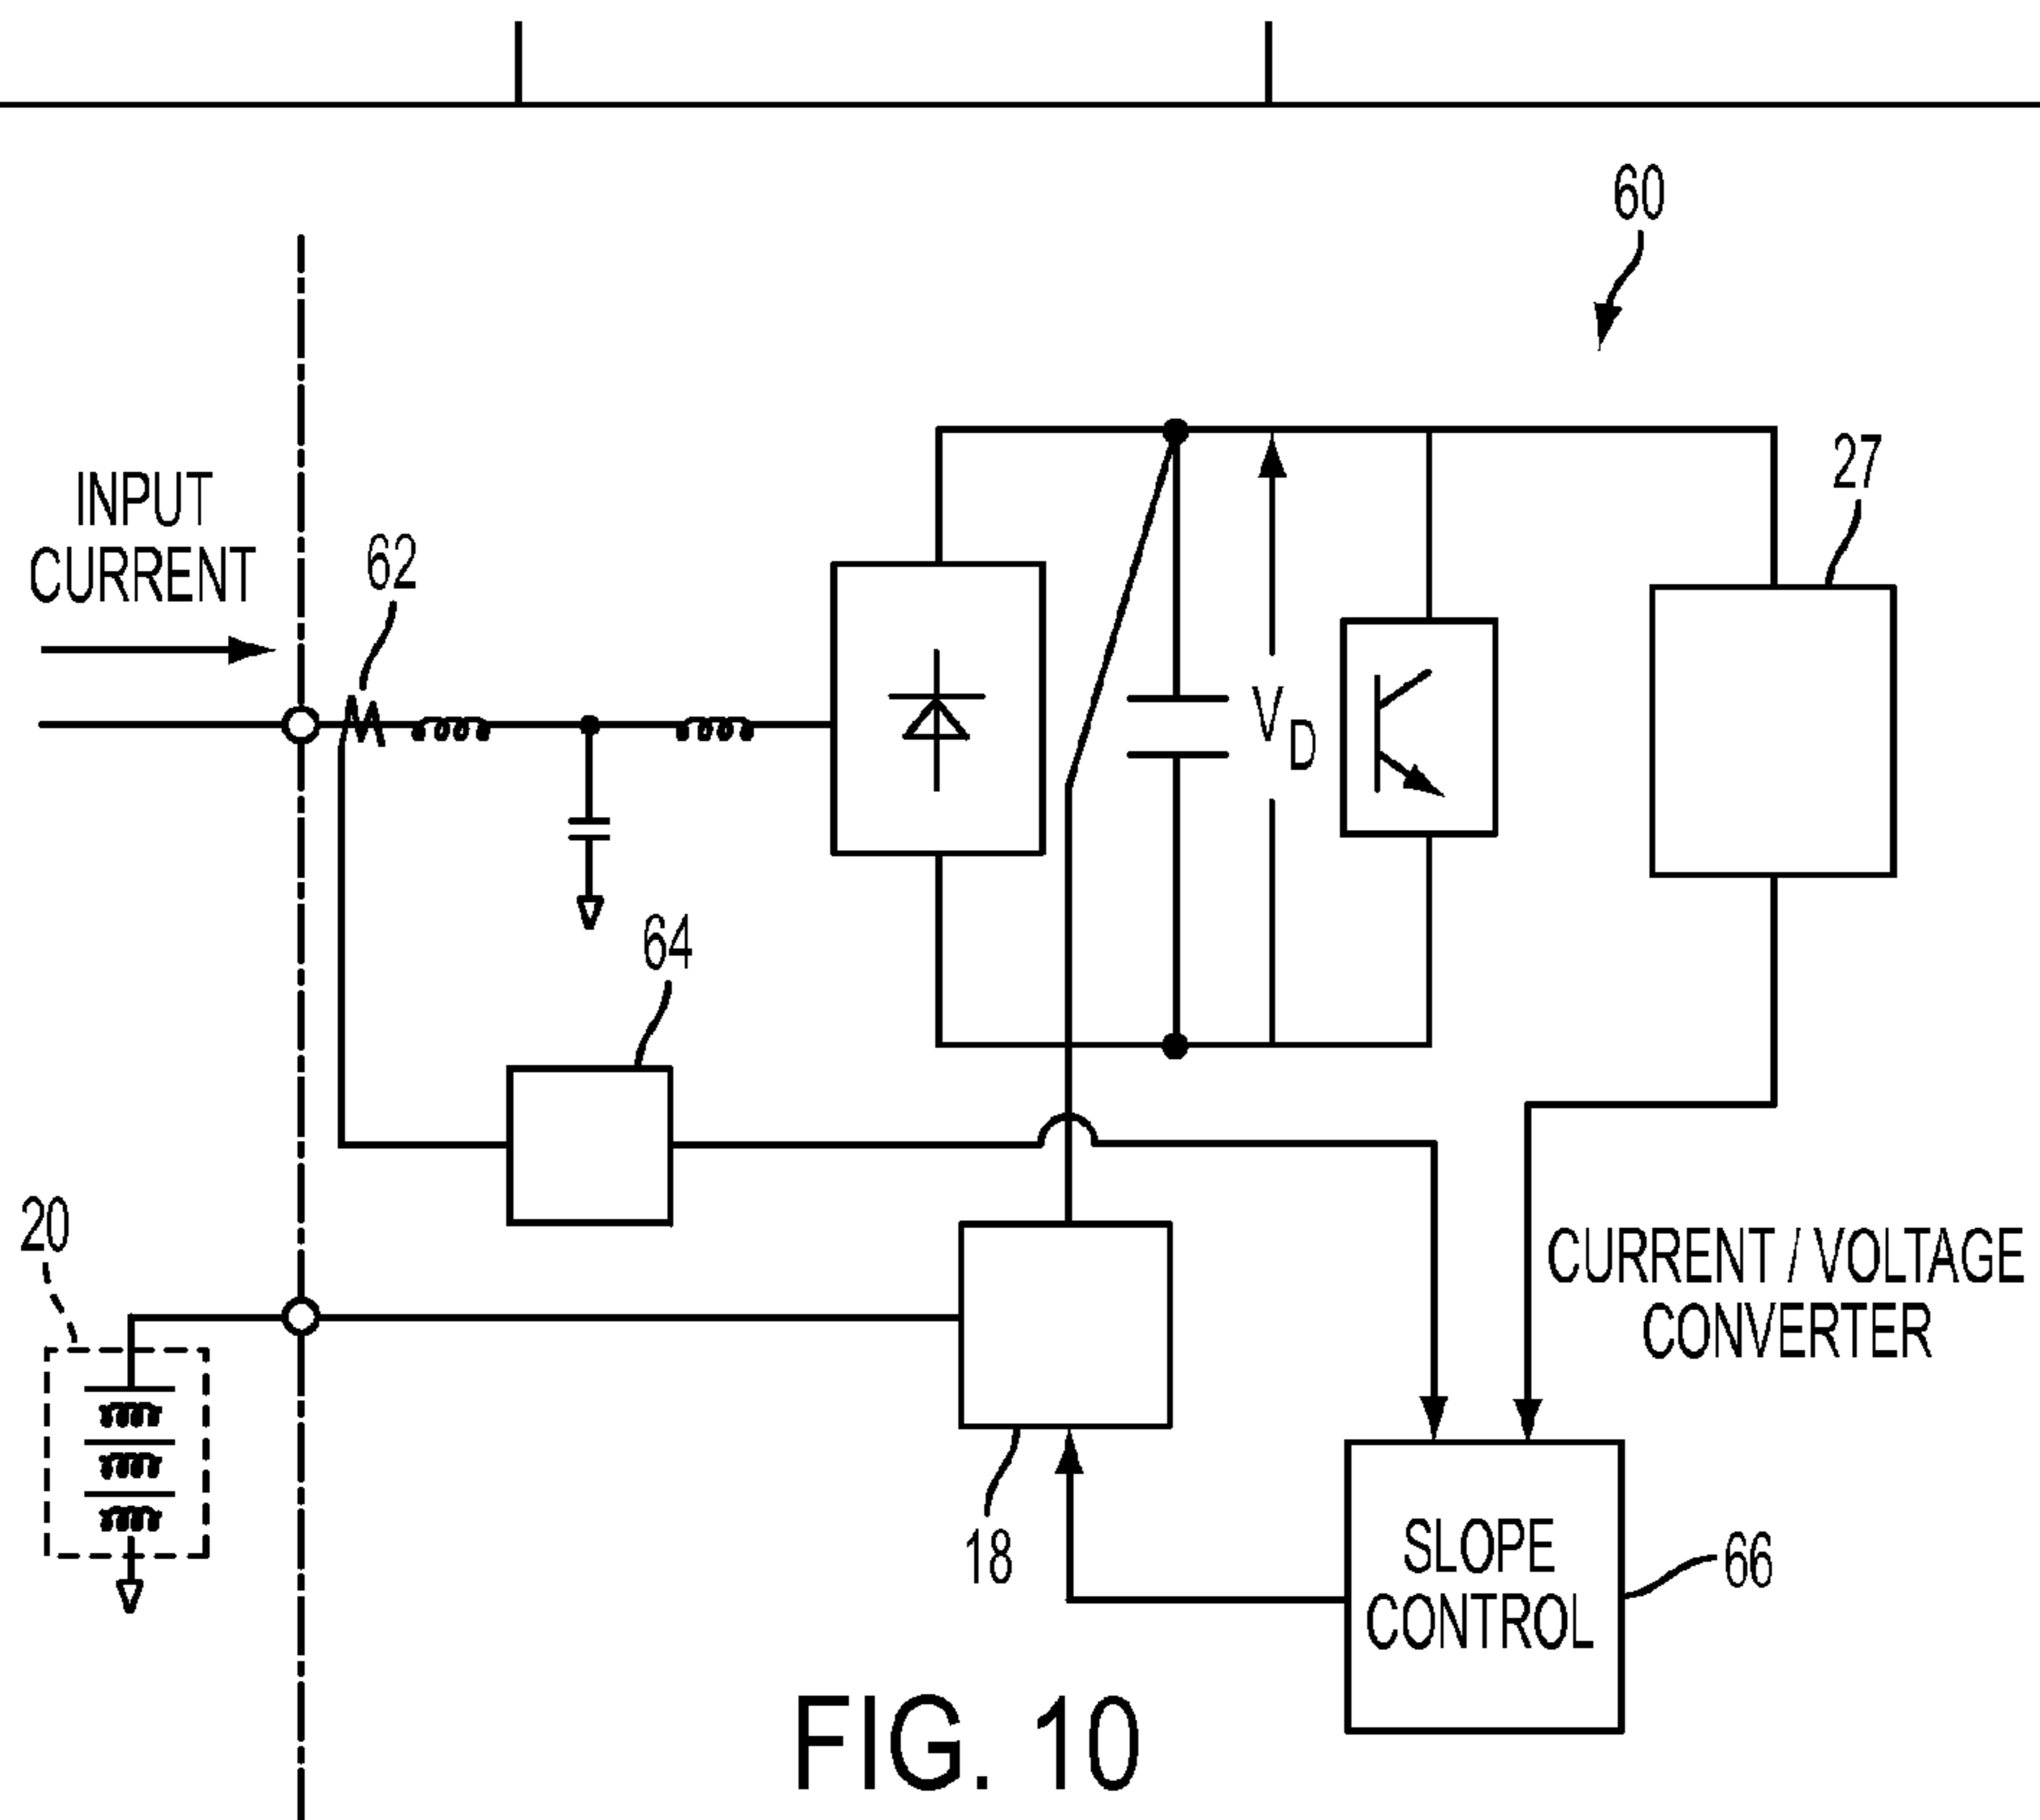 60
27
INPUT
CURRENT
62
V
D
64
20
CURRENT / VOLTAGE
CONVERTER
18
SLOPE
CONTROL
66
FIG. 10